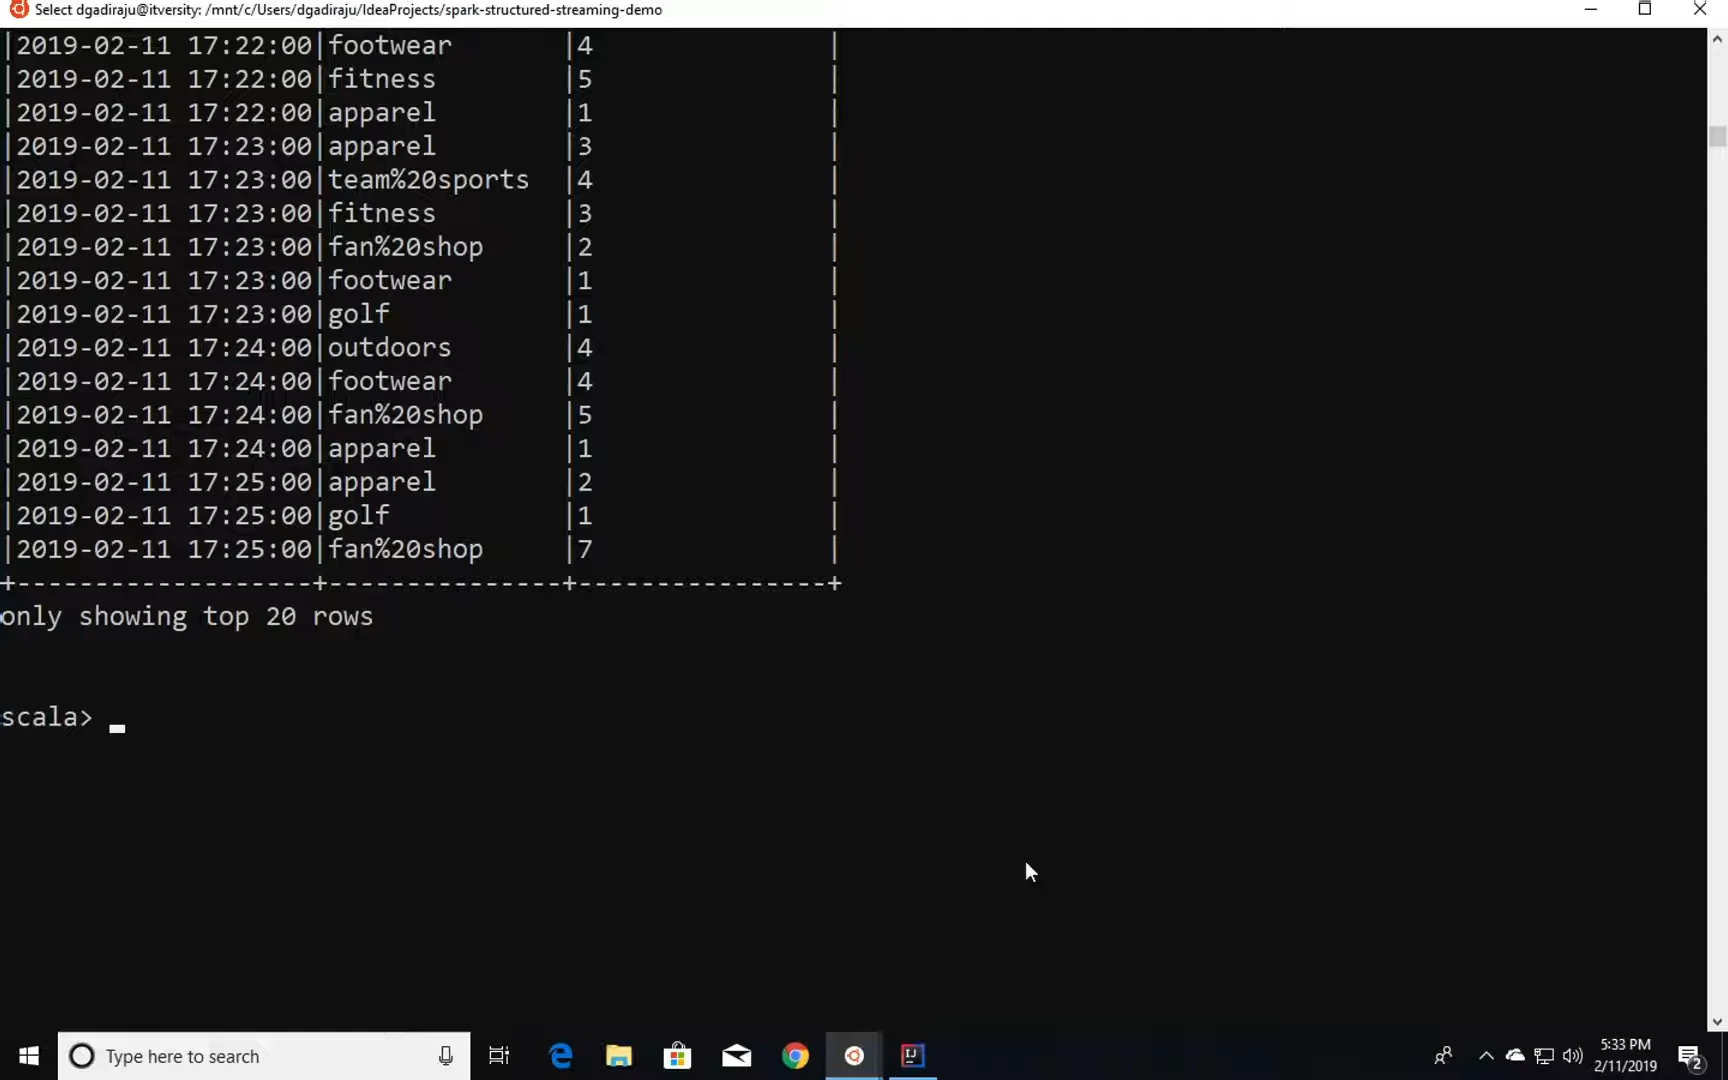 Select dgadiraju@itversity: /mnt/c/Users/dgadiraju/IdeaProjects/spark-structured-streaming-demo
|2019-02-11 17:22:00|footwear |4 |
|2019-02-11 17:22:00|fitness |5 |
|2019-02-11 17:22:00|apparel |1 |
|2019-02-11 17:23:00|apparel |3 |
|2019-02-11 17:23:00|team%20sports |4 |
|2019-02-11 17:23:00|fitness |3 |
|2019-02-11 17:23:00|fan%20shop |2 |
|2019-02-11 17:23:00|footwear |1 |
|2019-02-11 17:23:00|golf |1 |
|2019-02-11 17:24:00|outdoors |4 |
|2019-02-11 17:24:00|footwear |4 |
|2019-02-11 17:24:00|fan%20shop |5 |
|2019-02-11 17:24:00|apparel |1 |
|2019-02-11 17:25:00|apparel |2 |
|2019-02-11 17:25:00|golf |1 |
|2019-02-11 17:25:00|fan%20shop |7 |
+-------------------+---------------+----------------+
only showing top 20 rows
scala>
Type here to search
IJ
5:33 PM
2/11/2019
2